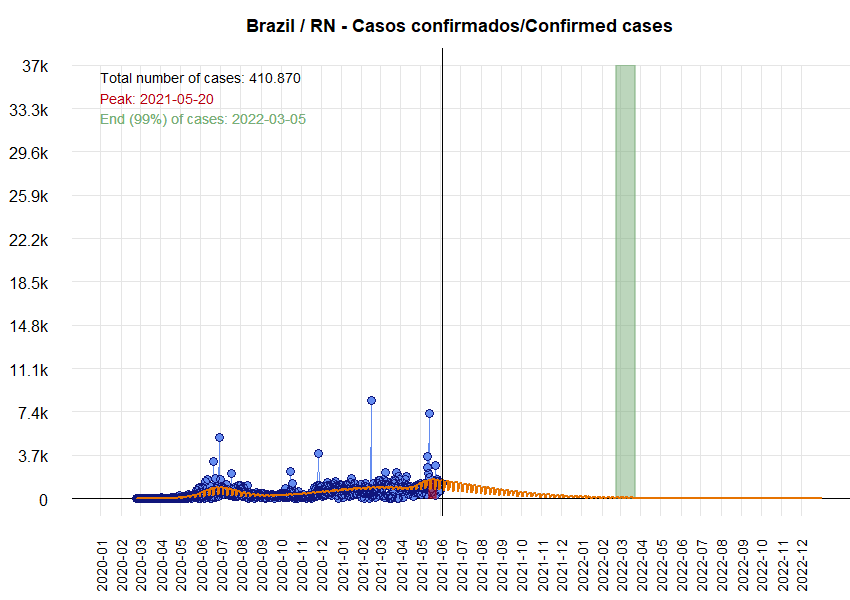 Brazil / RN - Casos confirmados/Confirmed cases
37k
Total number of cases: 410.870
Peak: 2021-05-20
33.3k
End (99%) of cases: 2022-03-05
29.6k
25.9k
22.2k
18.5k
14.8k
11.1k
7.4k
3.7k
0
2020-01
2020-02
2020-03
2020-04
2020-05
2020-06
2020-07
2020-08
2020-09
2020-10
2020-11
2020-12
2021-01
2021-02
2021-03
2021-04
2021-05
2021-06
2021-07
2021-08
2021-09
2021-10
2021-11
2021-12
2022-01
2022-02
2022-03
2022-04
2022-05
2022-06
2022-07
2022-08
2022-09
2022-10
2022-11
2022-12